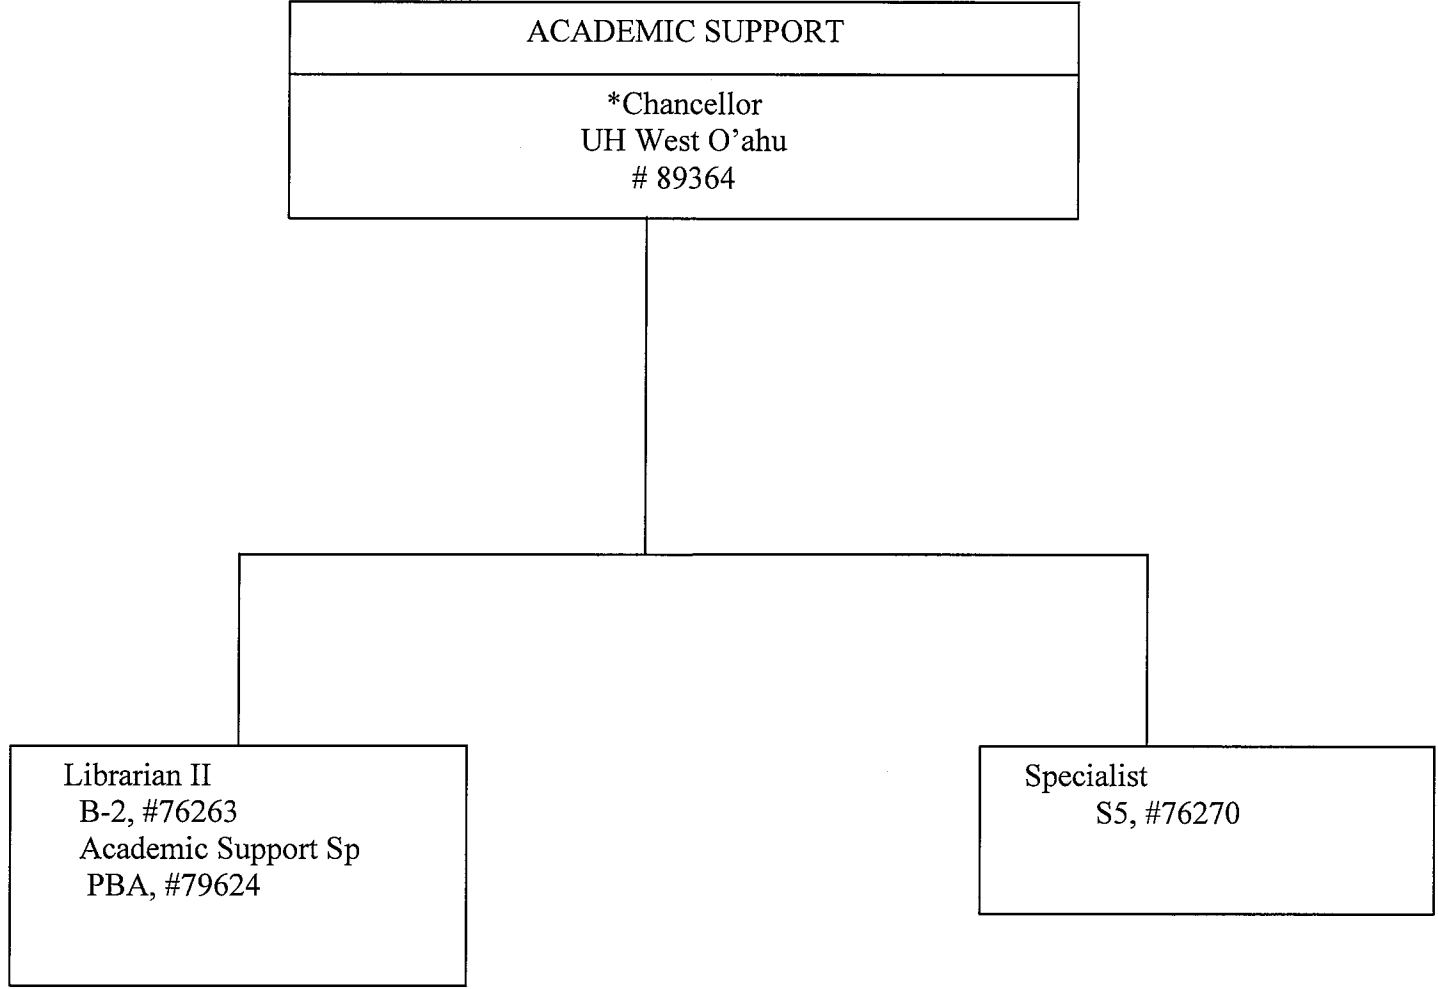 ACADEMIC SUPPORT
*Chancellor
UH West O’ahu
# 89364
Librarian II
B-2, #76263
Academic Support Sp
PBA, #79624
Specialist
S5, #76270